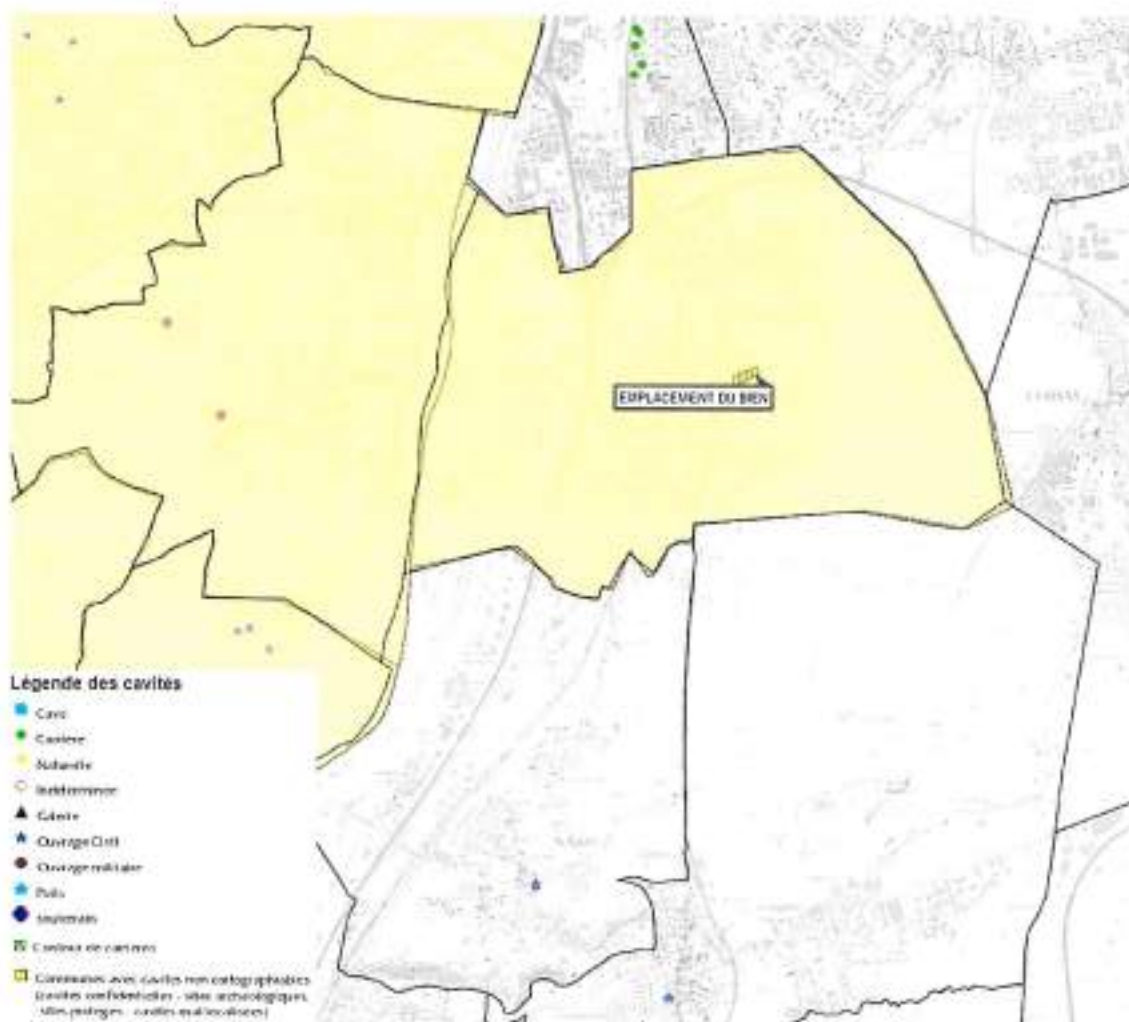 EMPLACEMENT DU BIEN
Légende des cavités
Cave
Carrière
Naturelle
Indéterminée
Galerie
Ouvrage Civil
Ouvrage militaire
Puits
souterrain
Contour de carrières
Communes avec cavités non cartographiables
(cavités confidentielles - sites archéologiques,
sites protégés - cavités mal localisées)